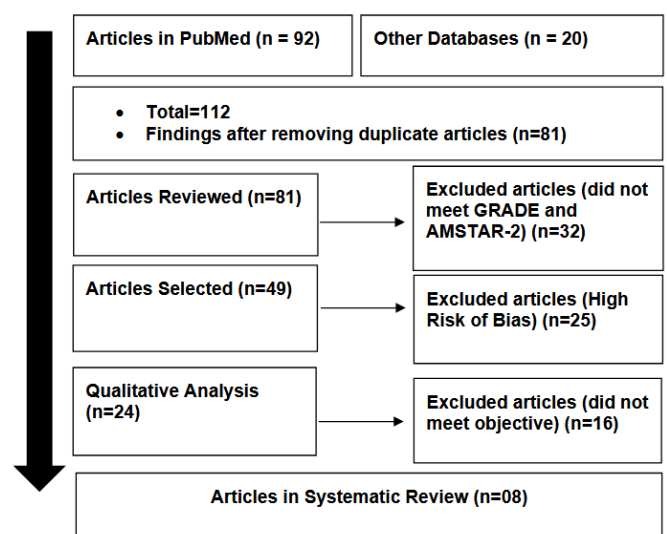 Articles in PubMed (n = 92)
Other Databases (n = 20)
• Total=112
• Findings after removing duplicate articles (n=81)
Articles Reviewed (n=81)
Excluded articles (did not
meet GRADE and
AMSTAR-2) (n=32)
Articles Selected (n=49)
Excluded articles (High
Risk of Bias) (n=25)
Qualitative Analysis
(n=24)
Excluded articles (did not
meet objective) (n=16)
Articles in Systematic Review (n=08)